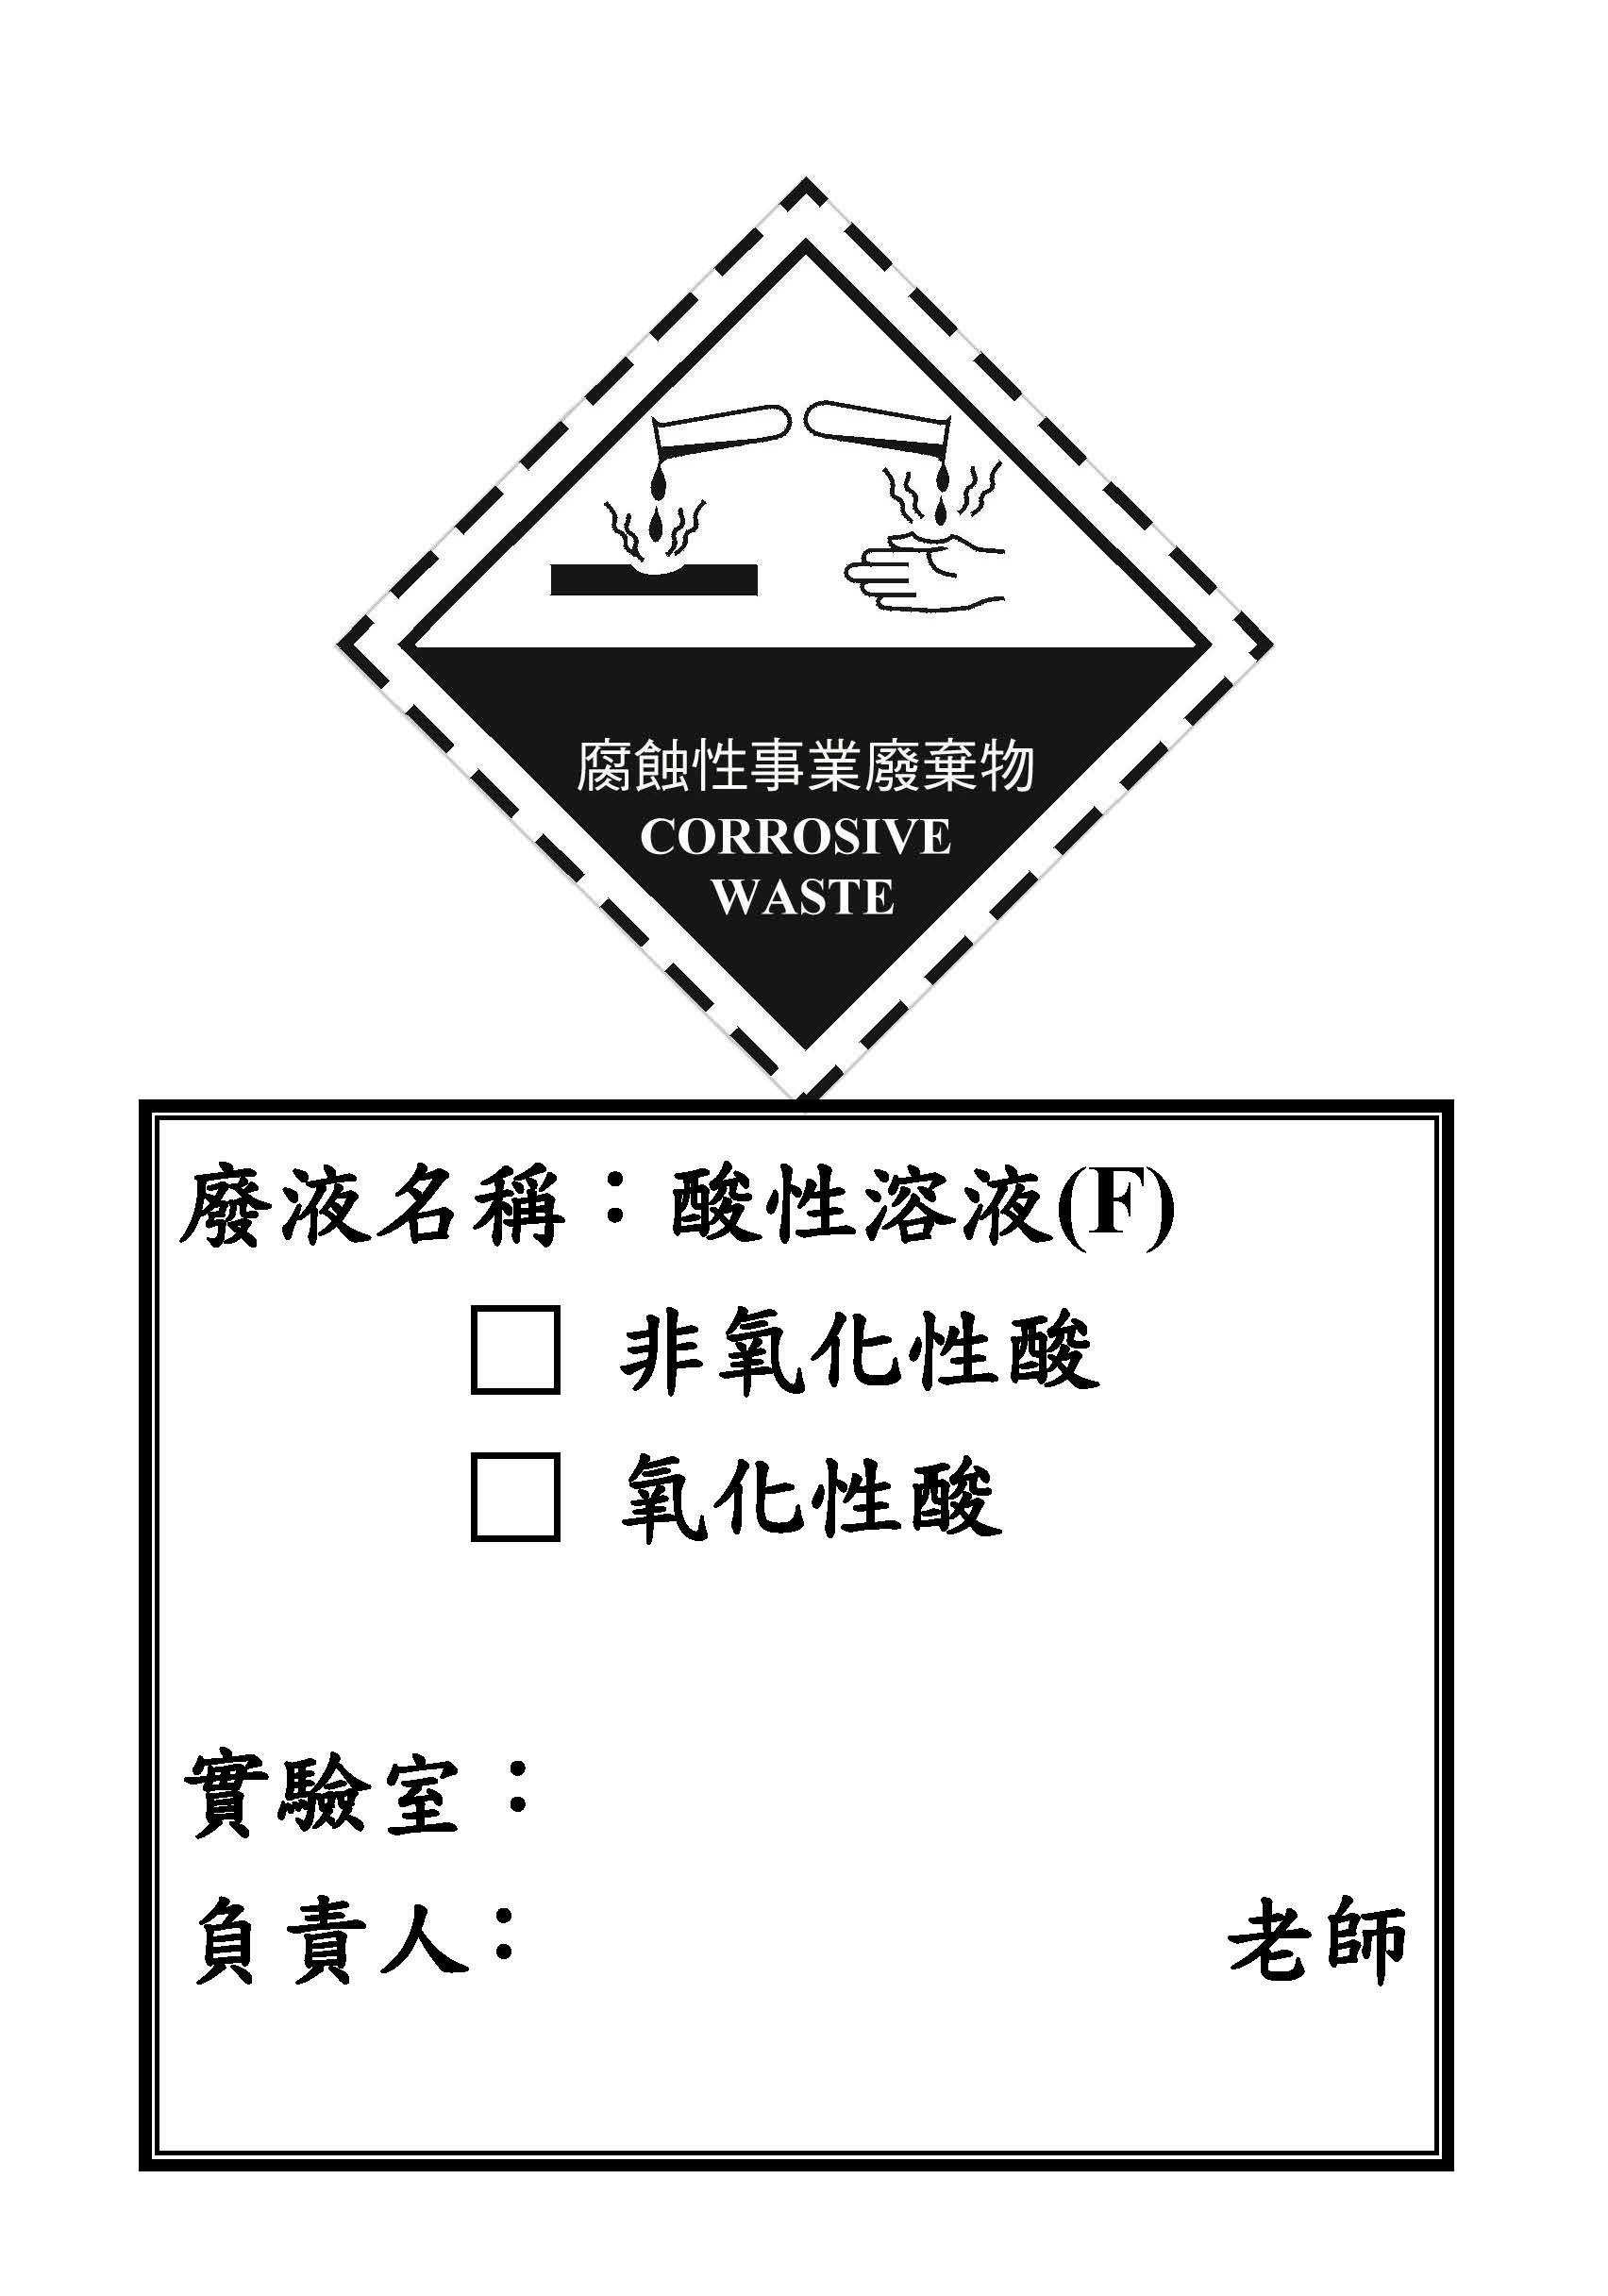 腐蝕性事業廢棄物
CORROSIVE
WASTE
廢液名稱：酸性溶液(F)
□ 非氧化性酸
□ 氧化性酸
實驗室：
負責人： 老師